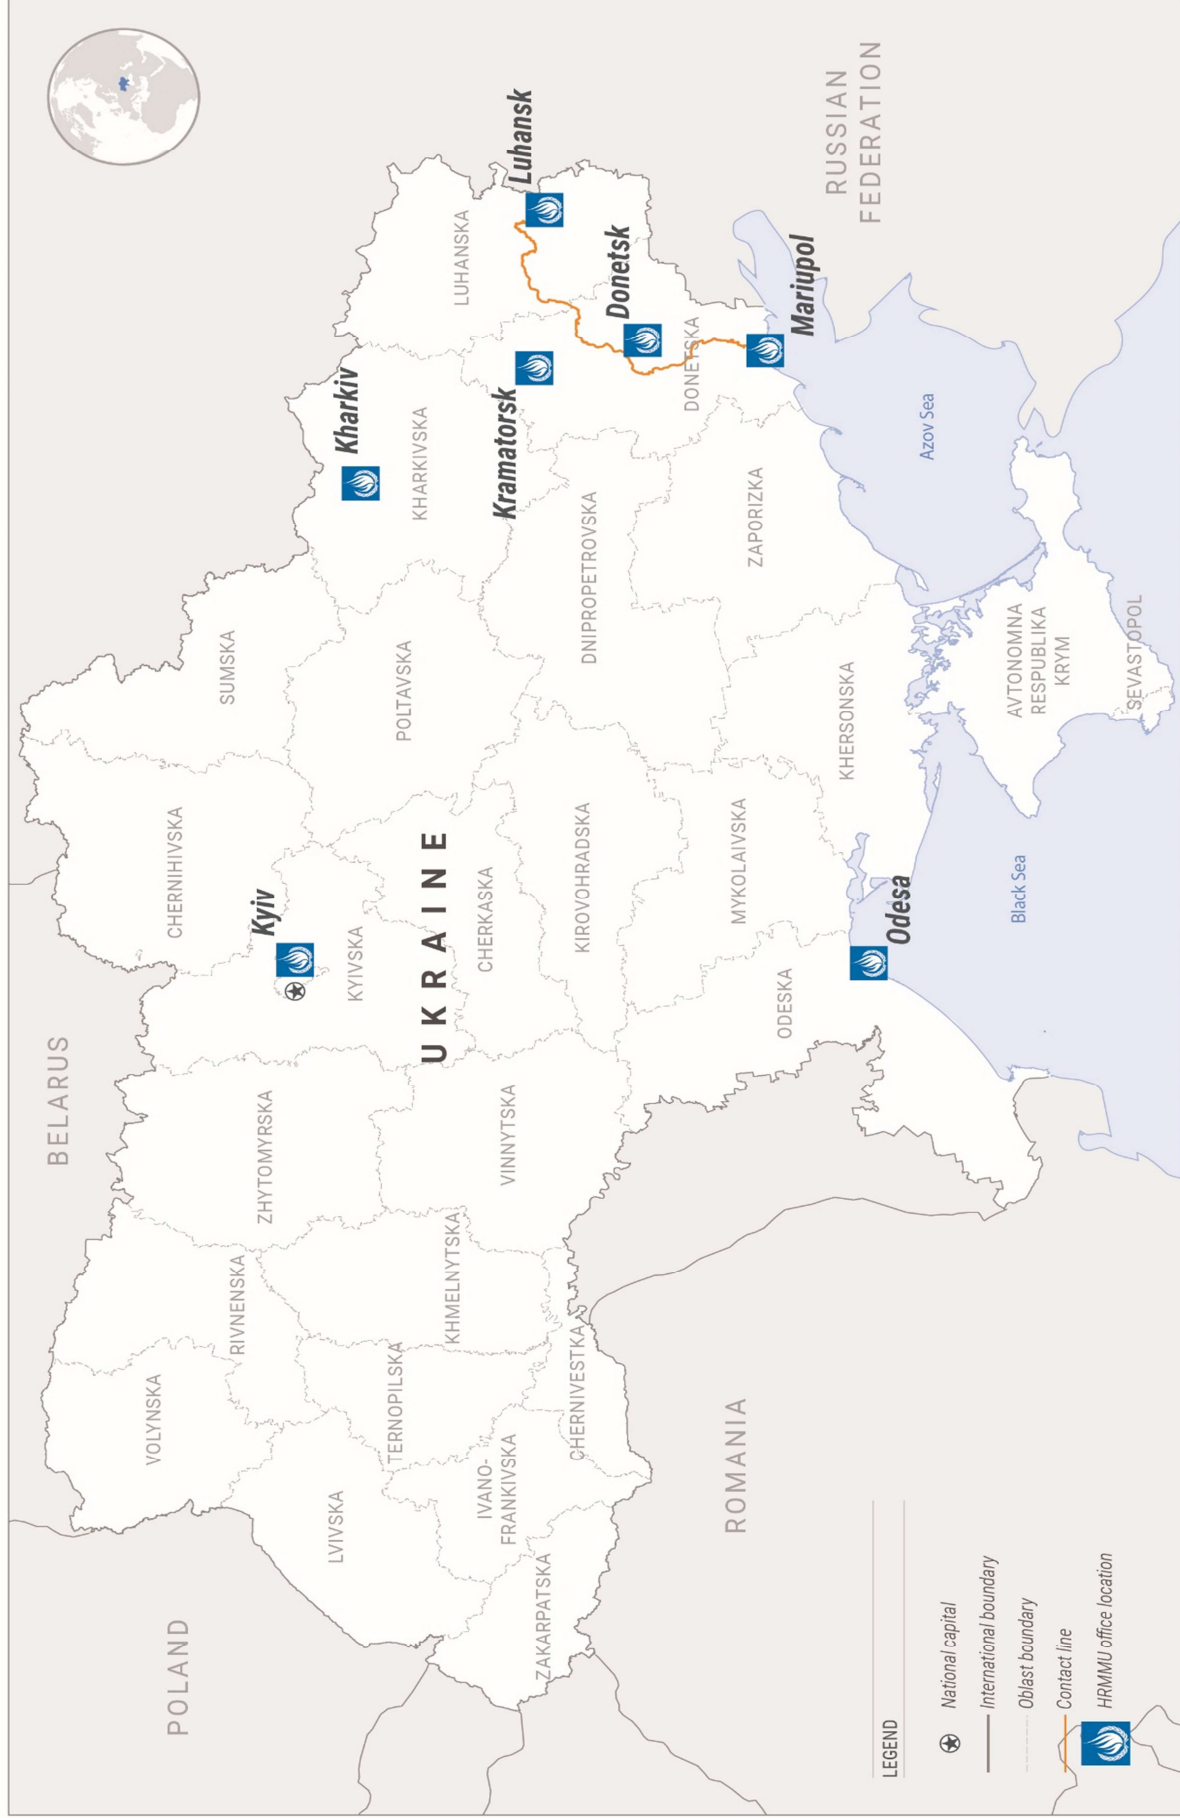 POLAND
BELARUS
ROMANIA
RUSSIAN
FEDERATION
UKRAINE
VOLYNSKA
RIVNENSKA
ZHYTOMYRSKA
CHERNIHIVSKA
SUMSKA
Kyiv
KYIVSKA
LVIVSKA
TERNOPILSKA
KHMELNYTSKA
VINNYTSKA
CHERKASKA
POLTAVSKA
Kharkiv
KHARKIVSKA
LUHANSKA
Luhansk
Kramatorsk
Donetsk
DONETSKA
Mariupol
ZAKARPATSKA
IVANO-
FRANKIVSKA
CHERNIVESTKA
KIROVOHRADSKA
DNIPROPETROVSKA
ZAPORIZKA
ODESKA
MYKOLAIVSKA
KHERSONSKA
Odesa
AVTONOMNA
RESPUBLIKA
KRYM
SEVASTOPOL
Azov Sea
Black Sea
LEGEND
National capital
International boundary
Oblast boundary
Contact line
HRMMU office location